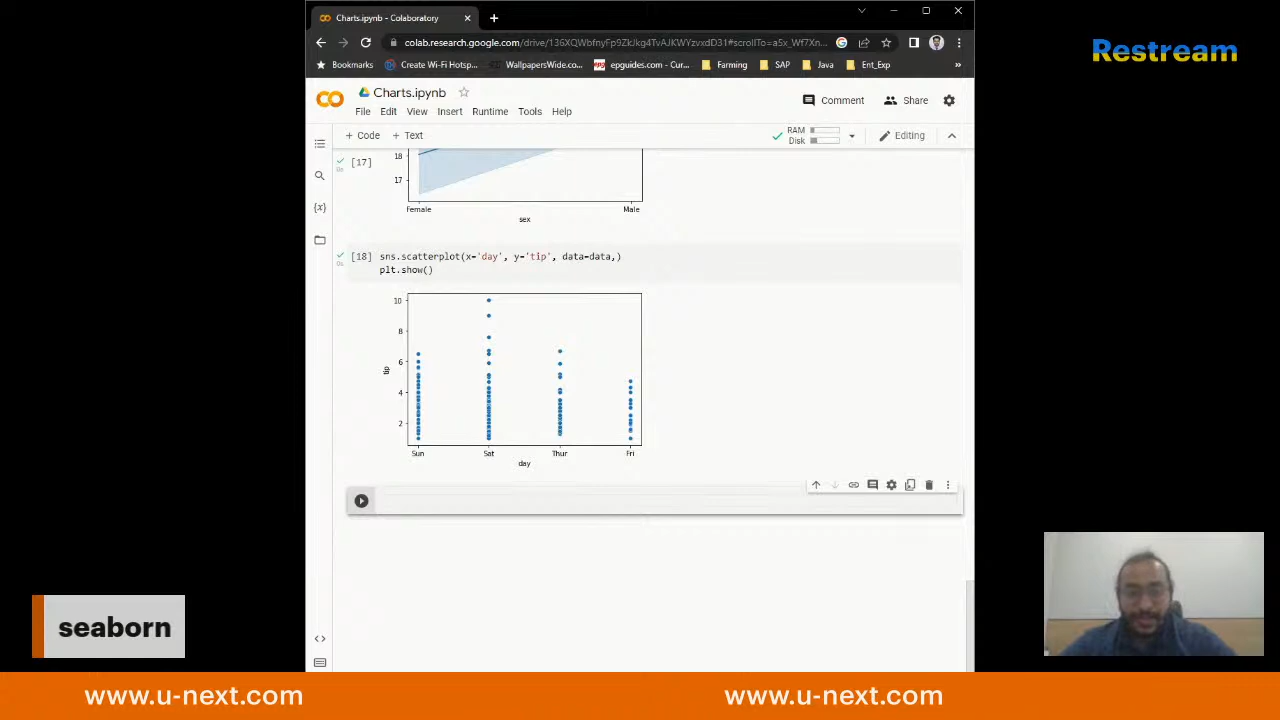 Charts.ipynb - Colaboratory
colab.research.google.com/drive/136XQWbfnyFp9ZkJkg4TvAJKWYzvxdD31#scrollTo=a5x_Wf7Xn...
Bookmarks
Create Wi-Fi Hotsp...
WallpapersWide.co...
epguides.com - Cur...
Farming
SAP
Java
Ent_Exp
»
Restream
Charts.ipynb
File Edit View Insert Runtime Tools Help
Comment
Share
+ Code + Text
RAM
Disk
Editing
[17]
18
17
Female Male
sex
[18] sns.scatterplot(x='day', y='tip', data=data,)
plt.show()
10
8
6
4
2
tip
Sun Sat Thur Fri
day
seaborn
www.u-next.com www.u-next.com